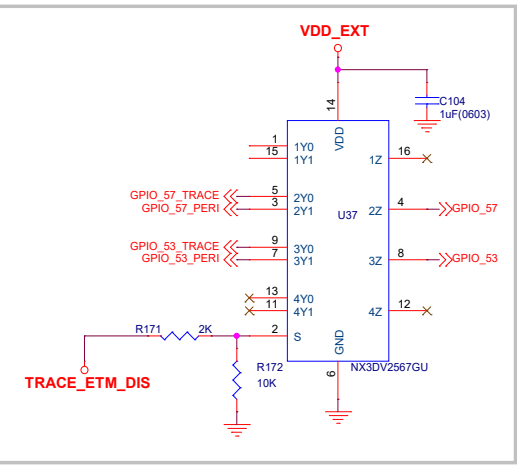 VDD_EXT
C104
1uF(0603)
14
VDD
1 1Y0
15 1Y1
1Z 16
GPIO_57_TRACE 5 2Y0
GPIO_57_PERI 3 2Y1
U37
2Z 4 GPIO_57
GPIO_53_TRACE 9 3Y0
GPIO_53_PERI 7 3Y1
3Z 8 GPIO_53
13 4Y0
11 4Y1
4Z 12
R171 2K
2 S
GND
6
NX3DV2567GU
R172
10K
TRACE_ETM_DIS